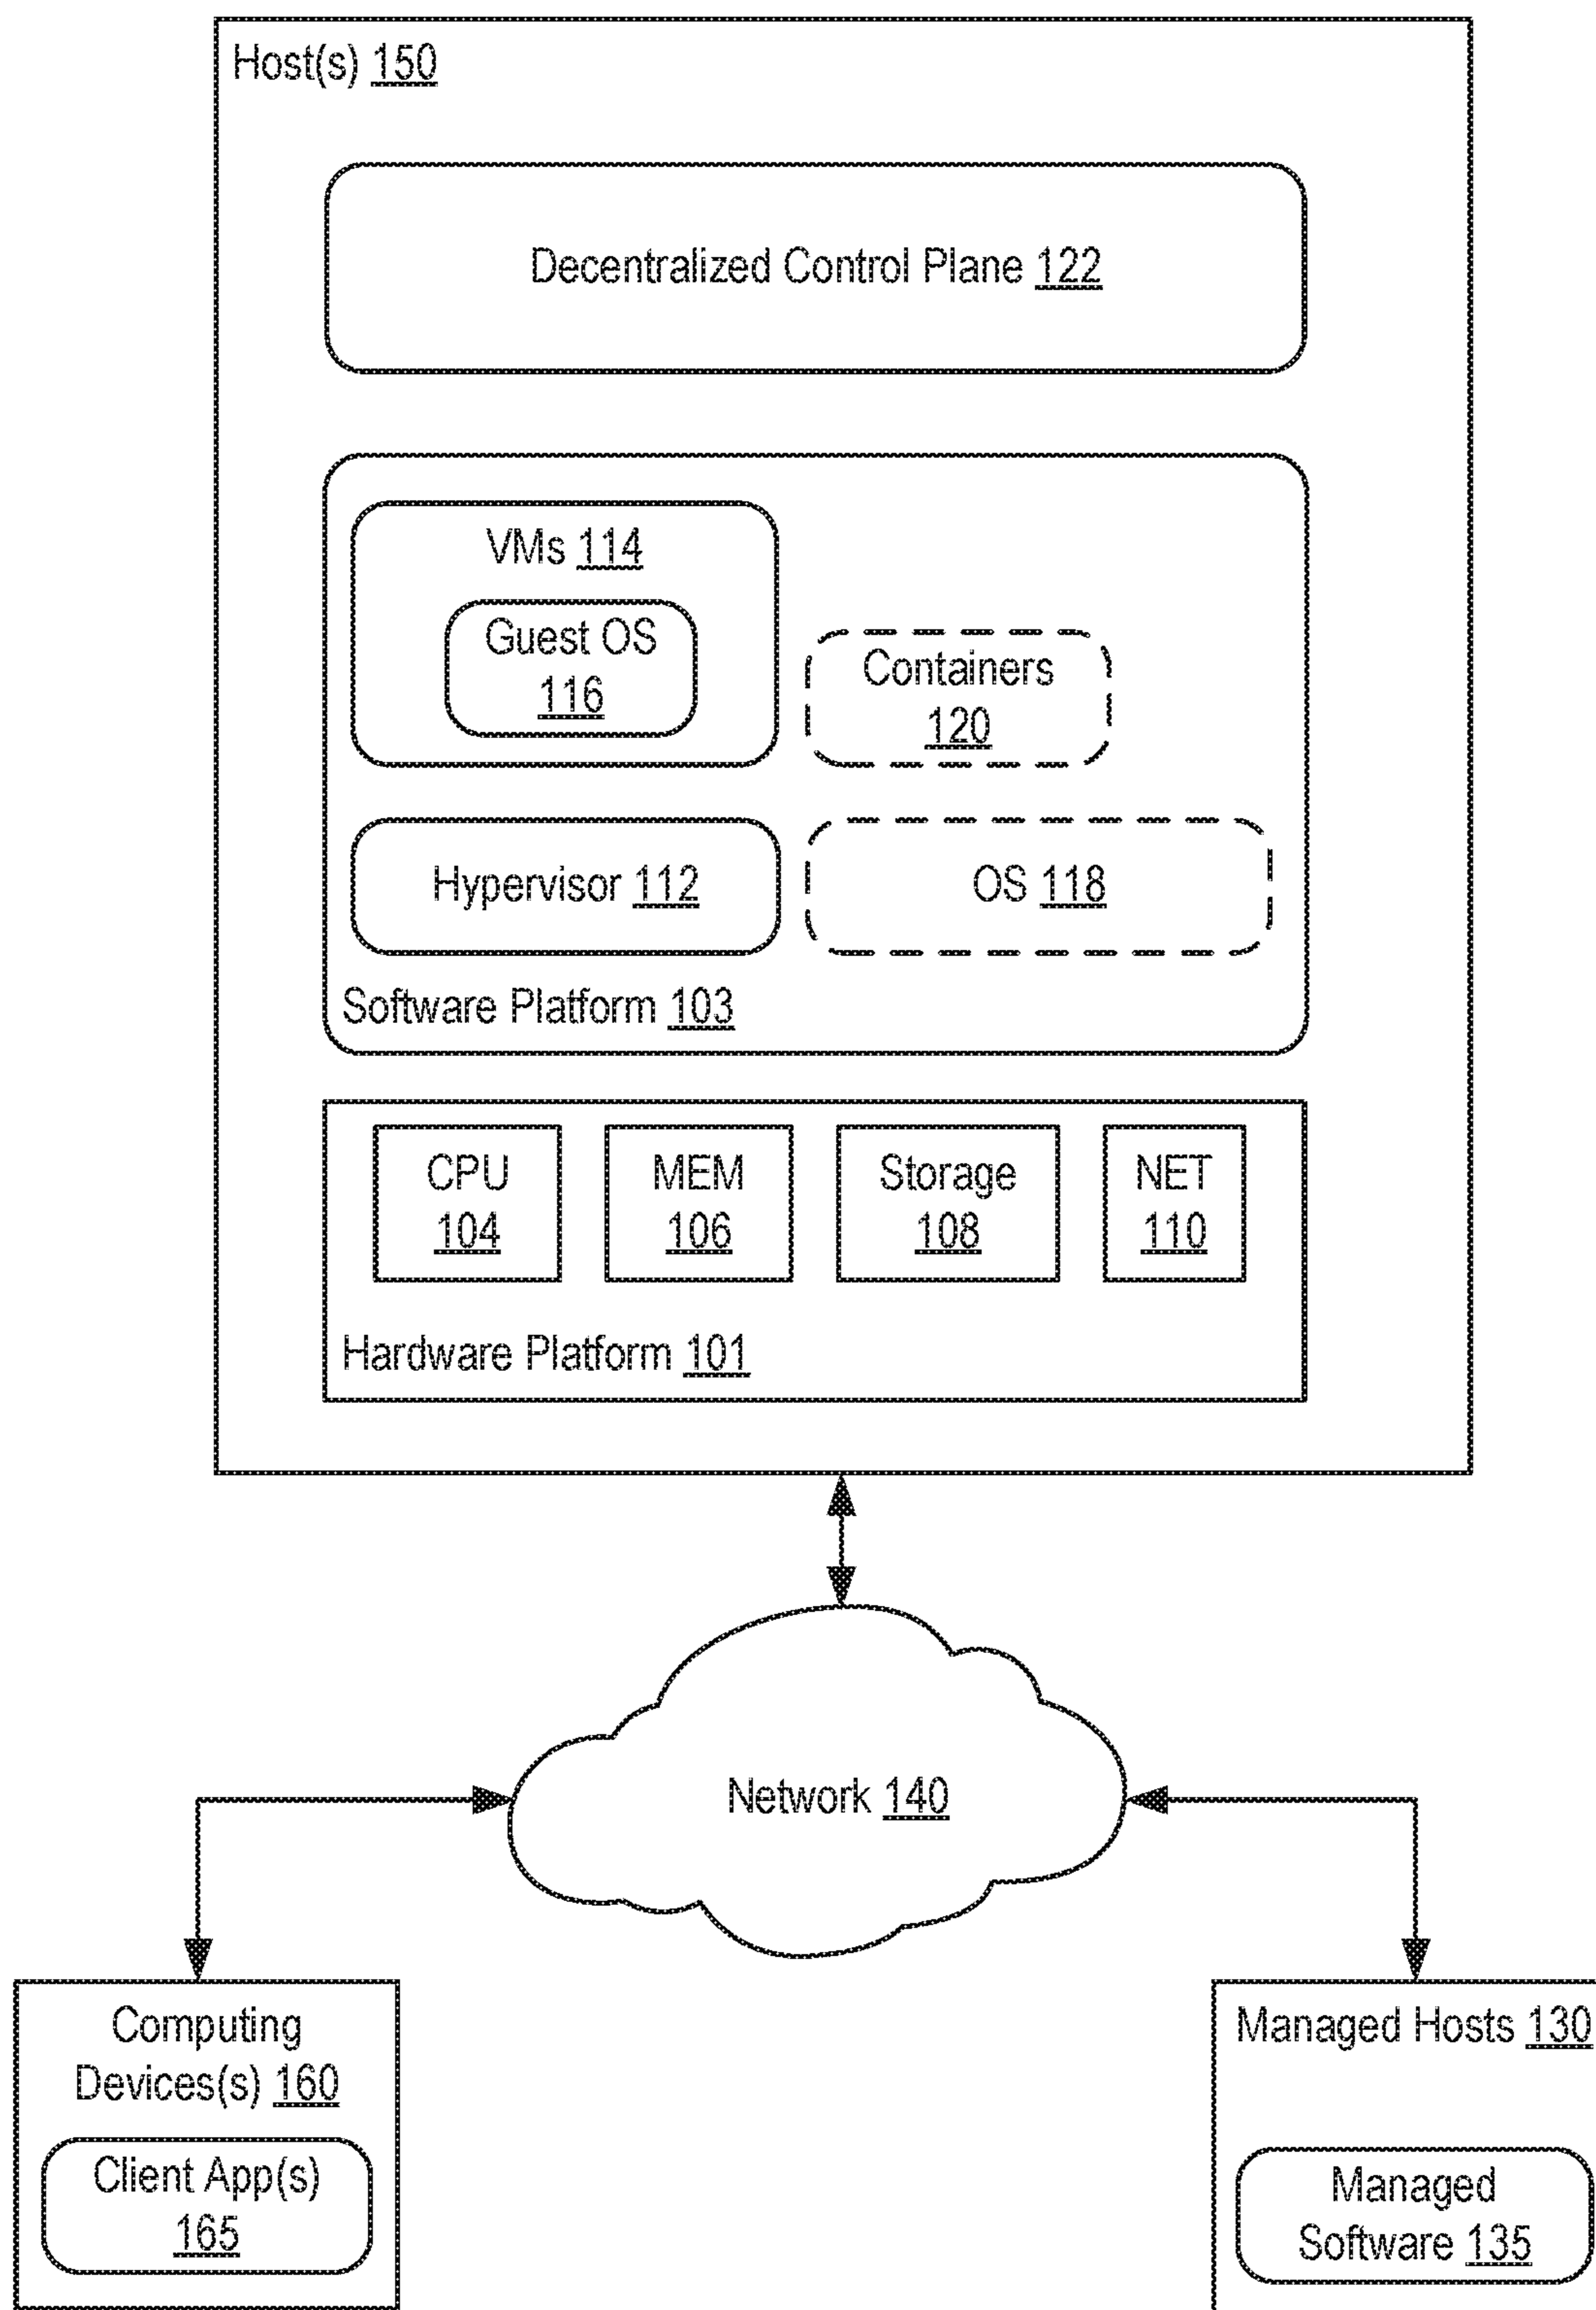 Host(s) 150
Decentralized Control Plane 122
VMs 114
Guest OS
116
Containers
120
Hypervisor 112
OS 118
Software Platform 103
CPU
104
MEM
106
Storage
108
NET
110
Hardware Platform 101
Network 140
Computing
Devices(s) 160
Client App(s)
165
Managed Hosts 130
Managed
Software 135